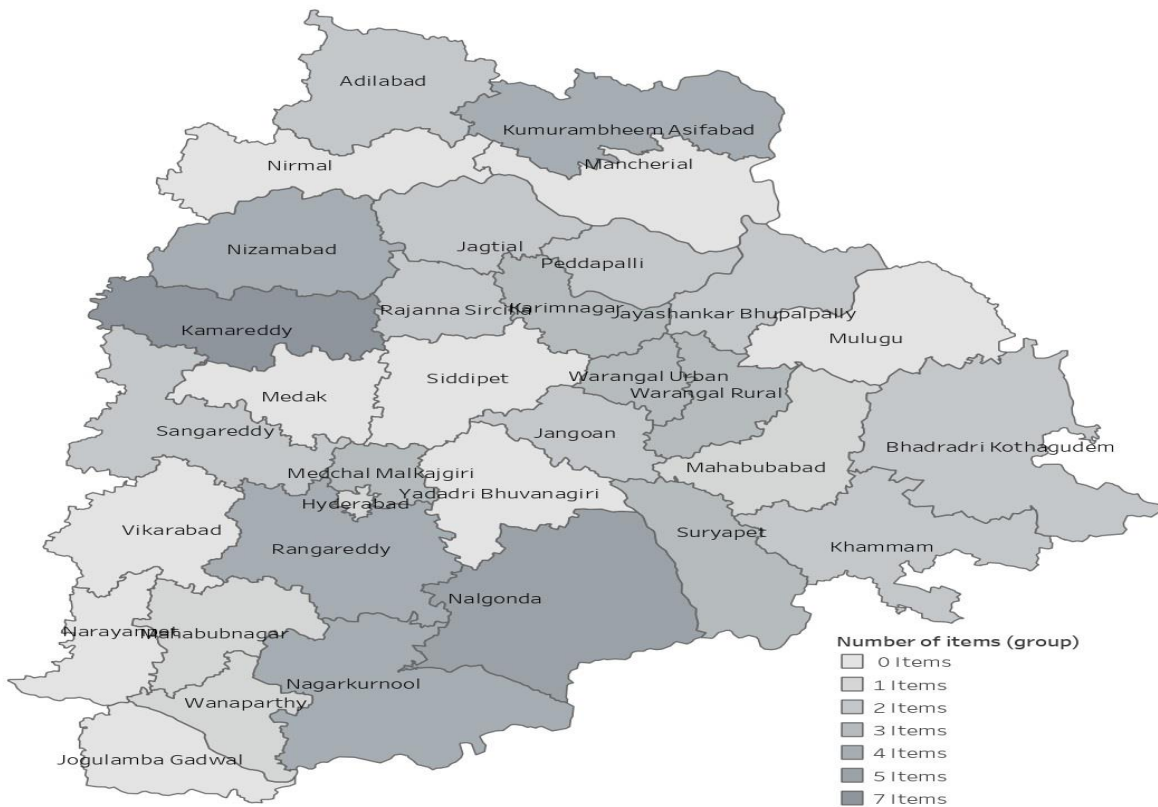 Adilabad
Kumurambheem Asifabad
Nirmal
Mancherial
Nizamabad
Jagtial
Peddapalli
Rajanna Sircilla
Karimnagar
Jayashankar Bhupalpally
Kamareddy
Mulugu
Siddipet
Warangal Urban
Medak
Warangal Rural
Sangareddy
Jangoan
Bhadradri Kothagudem
Mahabubabad
Medchal Malkajgiri
Yadadri Bhuvanagiri
Hyderabad
Vikarabad
Suryapet
Rangareddy
Khammam
Nalgonda
Narayanpet
Mahabubnagar
Nagarkurnool
Wanaparthy
Jogulamba Gadwal
Number of items (group)
0 Items
1 Items
2 Items
3 Items
4 Items
5 Items
7 Items